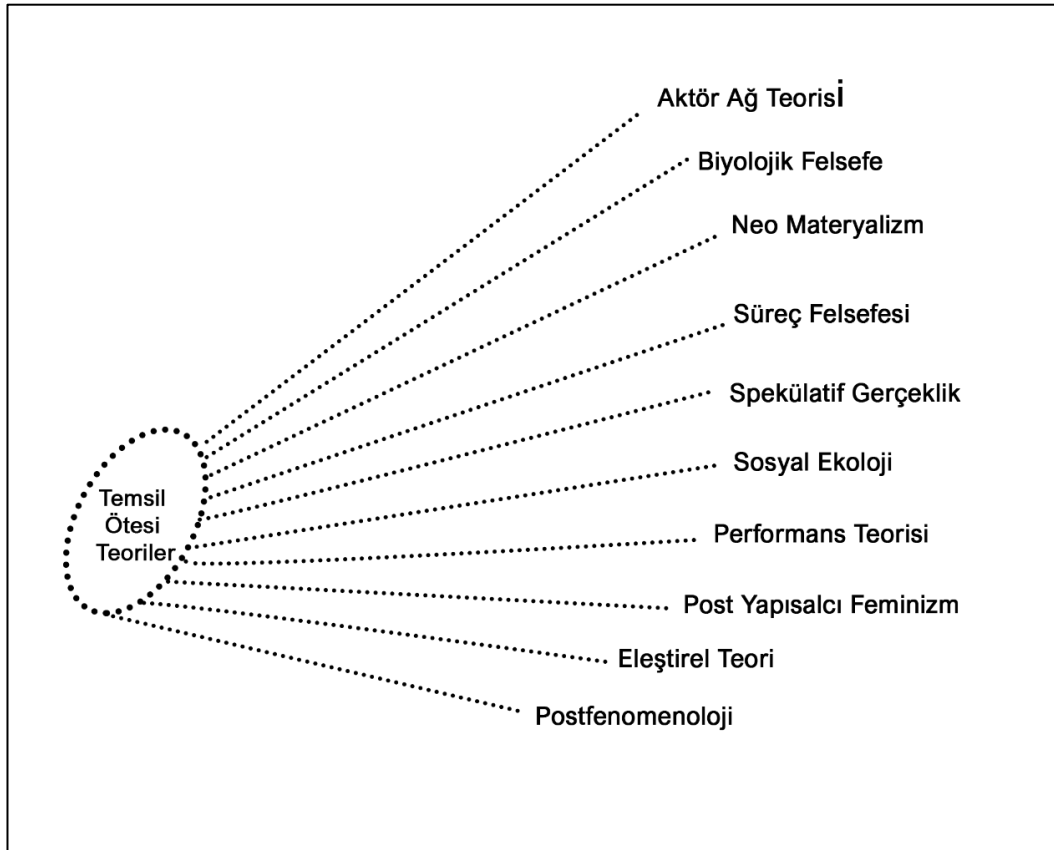 Aktör Ağ Teorisi
Biyolojik Felsefe
Neo Materyalizm
Süreç Felsefesi
Spekülatif Gerçeklik
Sosyal Ekoloji
Temsil
Ötesi
Teoriler
Performans Teorisi
Post Yapısalcı Feminizm
Eleştirel Teori
Postfenomenoloji